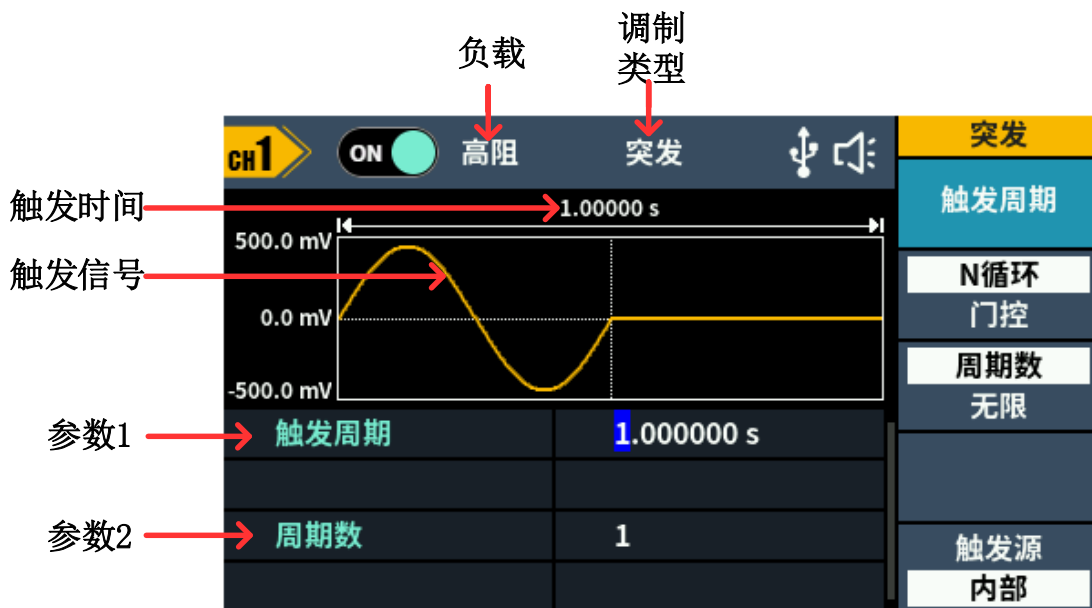 负载
调制
类型
CH1
ON
高阻
突发
突发
触发时间
1.00000 s
触发周期
500.0 mV
触发信号
N循环
门控
0.0 mV
周期数
-500.0 mV
无限
参数1
触发周期
1.000000 s
参数2
周期数
1
触发源
内部